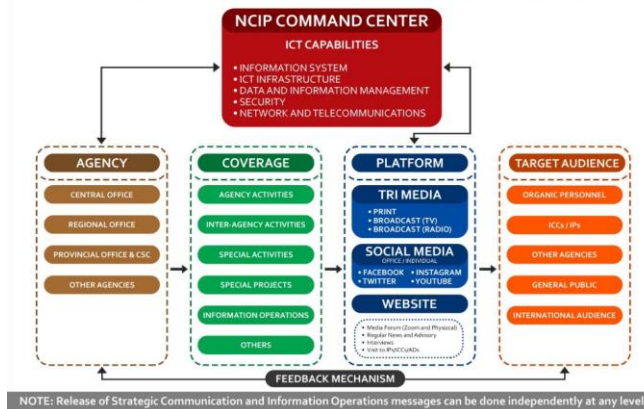 NCIP COMMAND CENTER
ICT CAPABILITIES
• INFORMATION SYSTEM
• ICT INFRASTRUCTURE
• DATA AND INFORMATION MANAGEMENT
• SECURITY
• NETWORK AND TELECOMMUNICATIONS
AGENCY
CENTRAL OFFICE
REGIONAL OFFICE
PROVINCIAL OFFICE & CSC
OTHER AGENCIES
COVERAGE
AGENCY ACTIVITIES
INTER-AGENCY ACTIVITIES
SPECIAL ACTIVITIES
SPECIAL PROJECTS
INFORMATION OPERATIONS
OTHERS
PLATFORM
TRI MEDIA
• PRINT
• BROADCAST (TV)
• BROADCAST (RADIO)
SOCIAL MEDIA
OFFICE / INDIVIDUAL
• FACEBOOK • INSTAGRAM
• TWITTER • YOUTUBE
WEBSITE
• Media Forum (Zoom and Physical)
• Regular News and Advisory
• Interviews
• Visit to IPs/ICCs/ADs
TARGET AUDIENCE
ORGANIC PERSONNEL
ICCs / IPs
OTHER AGENCIES
GENERAL PUBLIC
INTERNATIONAL AUDIENCE
FEEDBACK MECHANISM
NOTE: Release of Strategic Communication and Information Operations messages can be done independently at any level